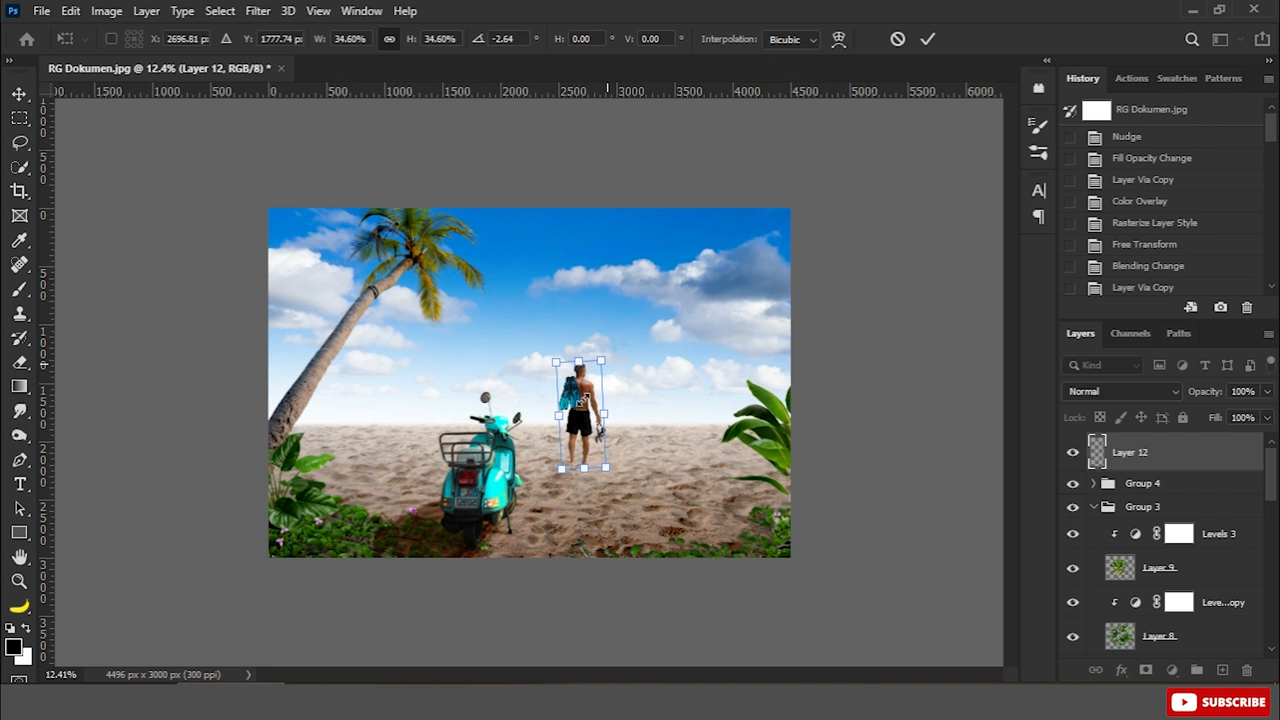 Ps File Edit Image Layer Type Select Filter 3D View Window Help
X: 2696.81 p: Y: 1777.74 p: W: 34.60% H: 34.60% -2.64 ° H: 0.00 ° V: 0.00 ° Interpolation: Bicubic
RG Dokumen.jpg @ 12.4% (Layer 12, RGB/8) * ×
1500 1000 500 0 500 1000 1500 2000 2500 3000 3500 4000 4500 5000 5500 6000
History Actions Swatches Patterns
RG Dokumen.jpg
Nudge
Fill Opacity Change
Layer Via Copy
Color Overlay
Rasterize Layer Style
Free Transform
Blending Change
Layer Via Copy
Layers Channels Paths
Kind
Normal Opacity: 100%
Lock: Fill: 100%
Layer 12
Group 4
Group 3
Levels 3
Layer 9
Leve...opy
Layer 8
12.41% 4496 px x 3000 px (300 ppi)
SUBSCRIBE